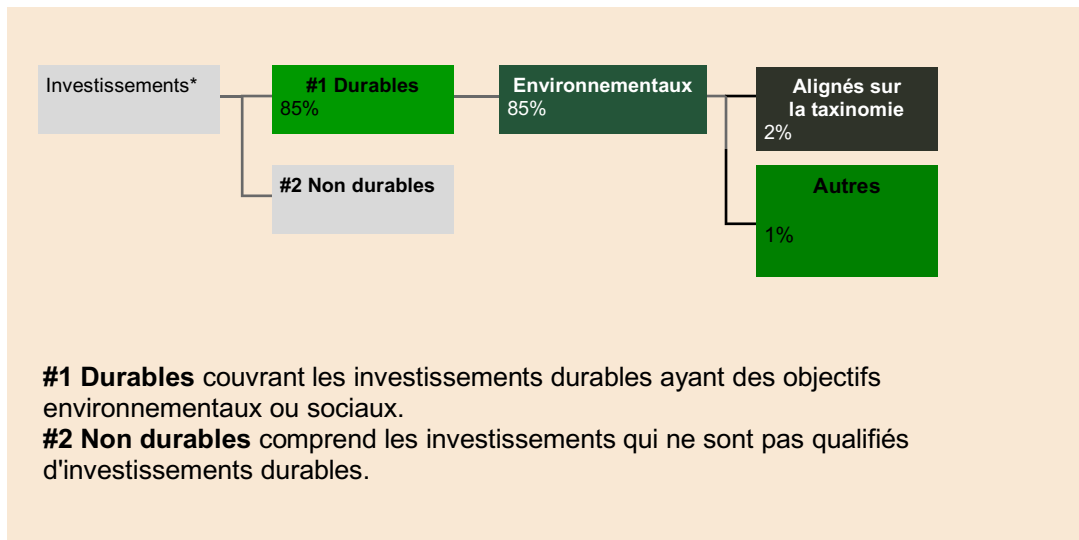 Investissements*
#1 Durables
85%
Environnementaux
85%
Alignés sur
la taxinomie
2%
#2 Non durables
Autres
1%
#1 Durables couvrant les investissements durables ayant des objectifs
environnementaux ou sociaux.
#2 Non durables comprend les investissements qui ne sont pas qualifiés
d'investissements durables.